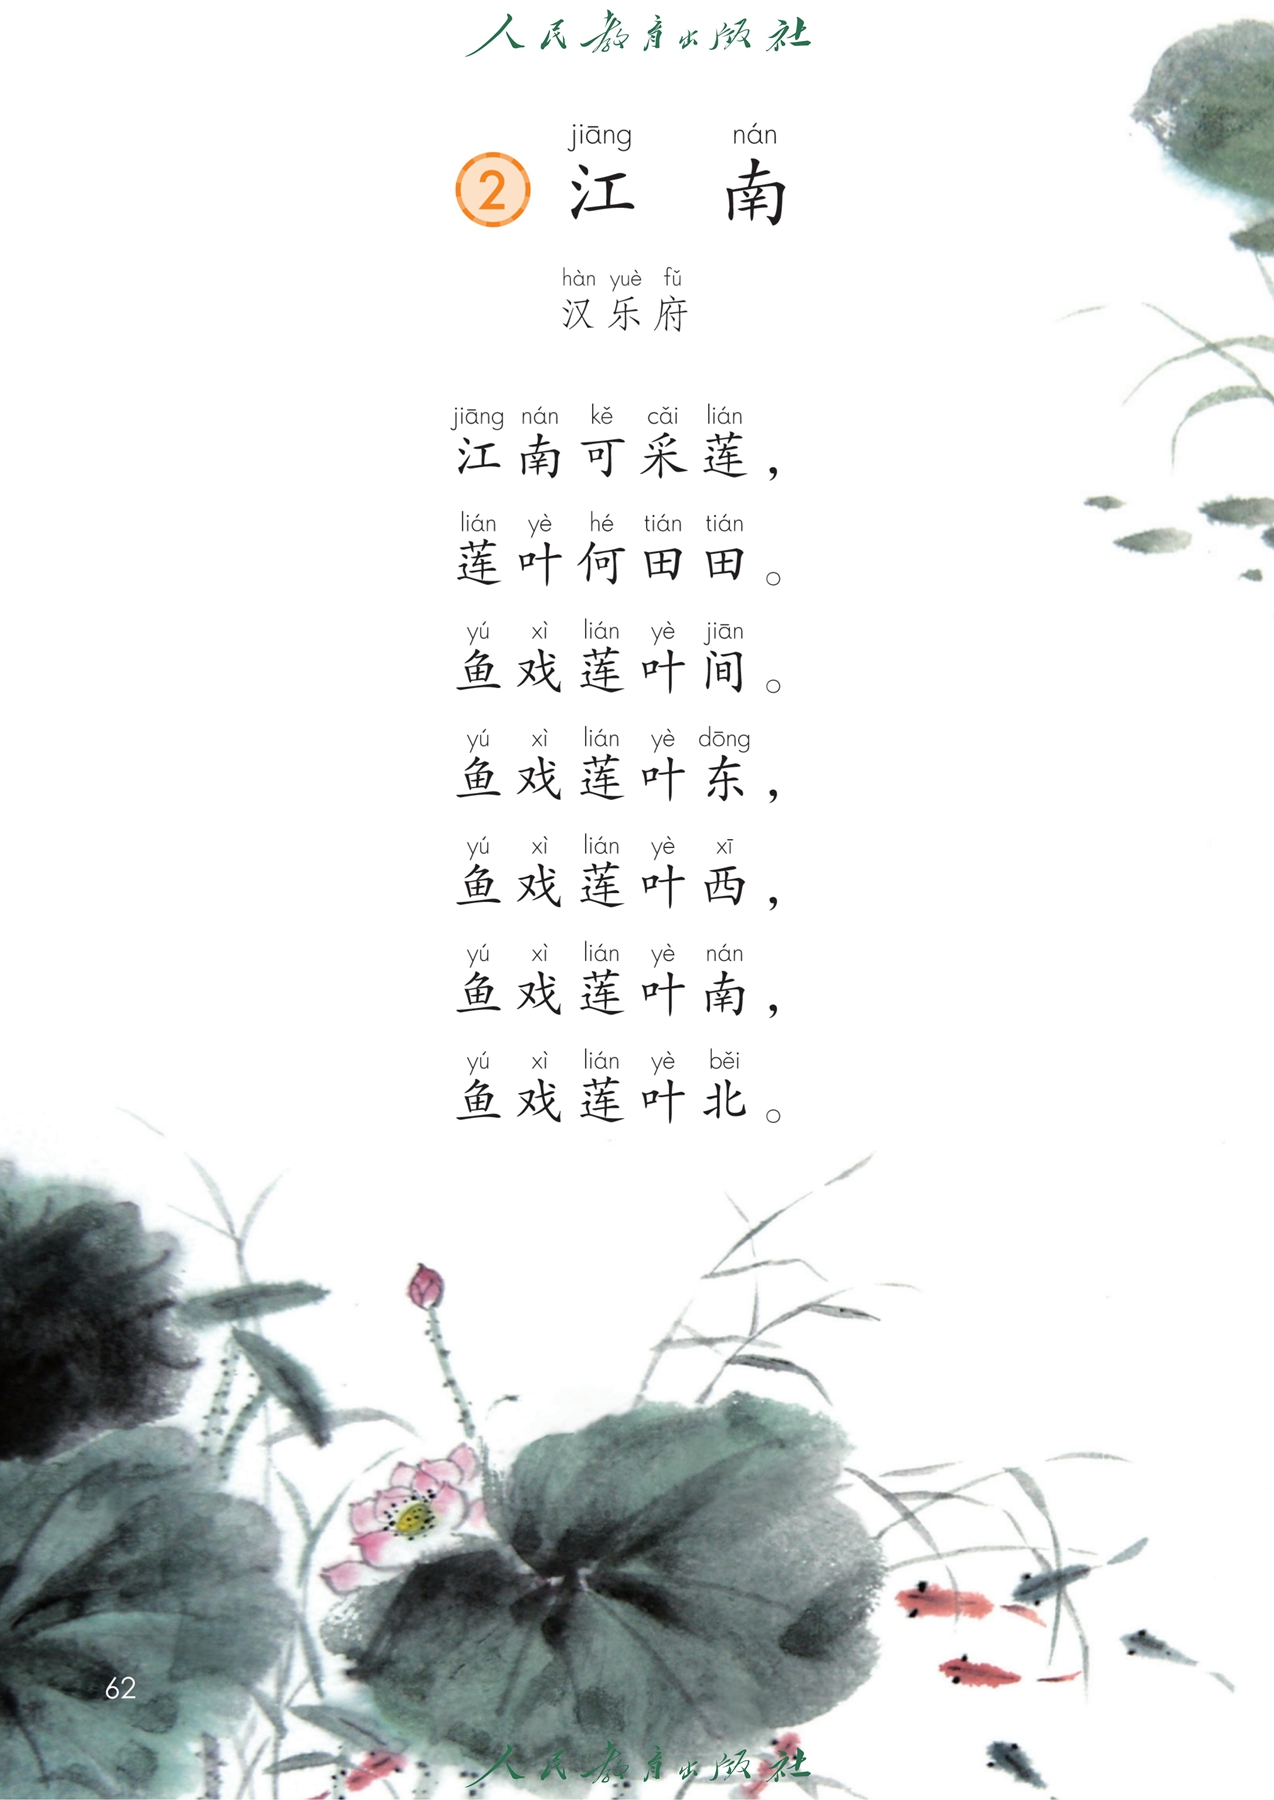 人民教育出版社
jiāng nán
2 江 南
hàn yuè fǔ
汉乐府
jiāng nán kě cǎi lián
江南可采莲，
lián yè hé tián tián
莲叶何田田。
yú xì lián yè jiān
鱼戏莲叶间。
yú xì lián yè dōng
鱼戏莲叶东，
yú xì lián yè xī
鱼戏莲叶西，
yú xì lián yè nán
鱼戏莲叶南，
yú xì lián yè běi
鱼戏莲叶北。
62
人民教育出版社